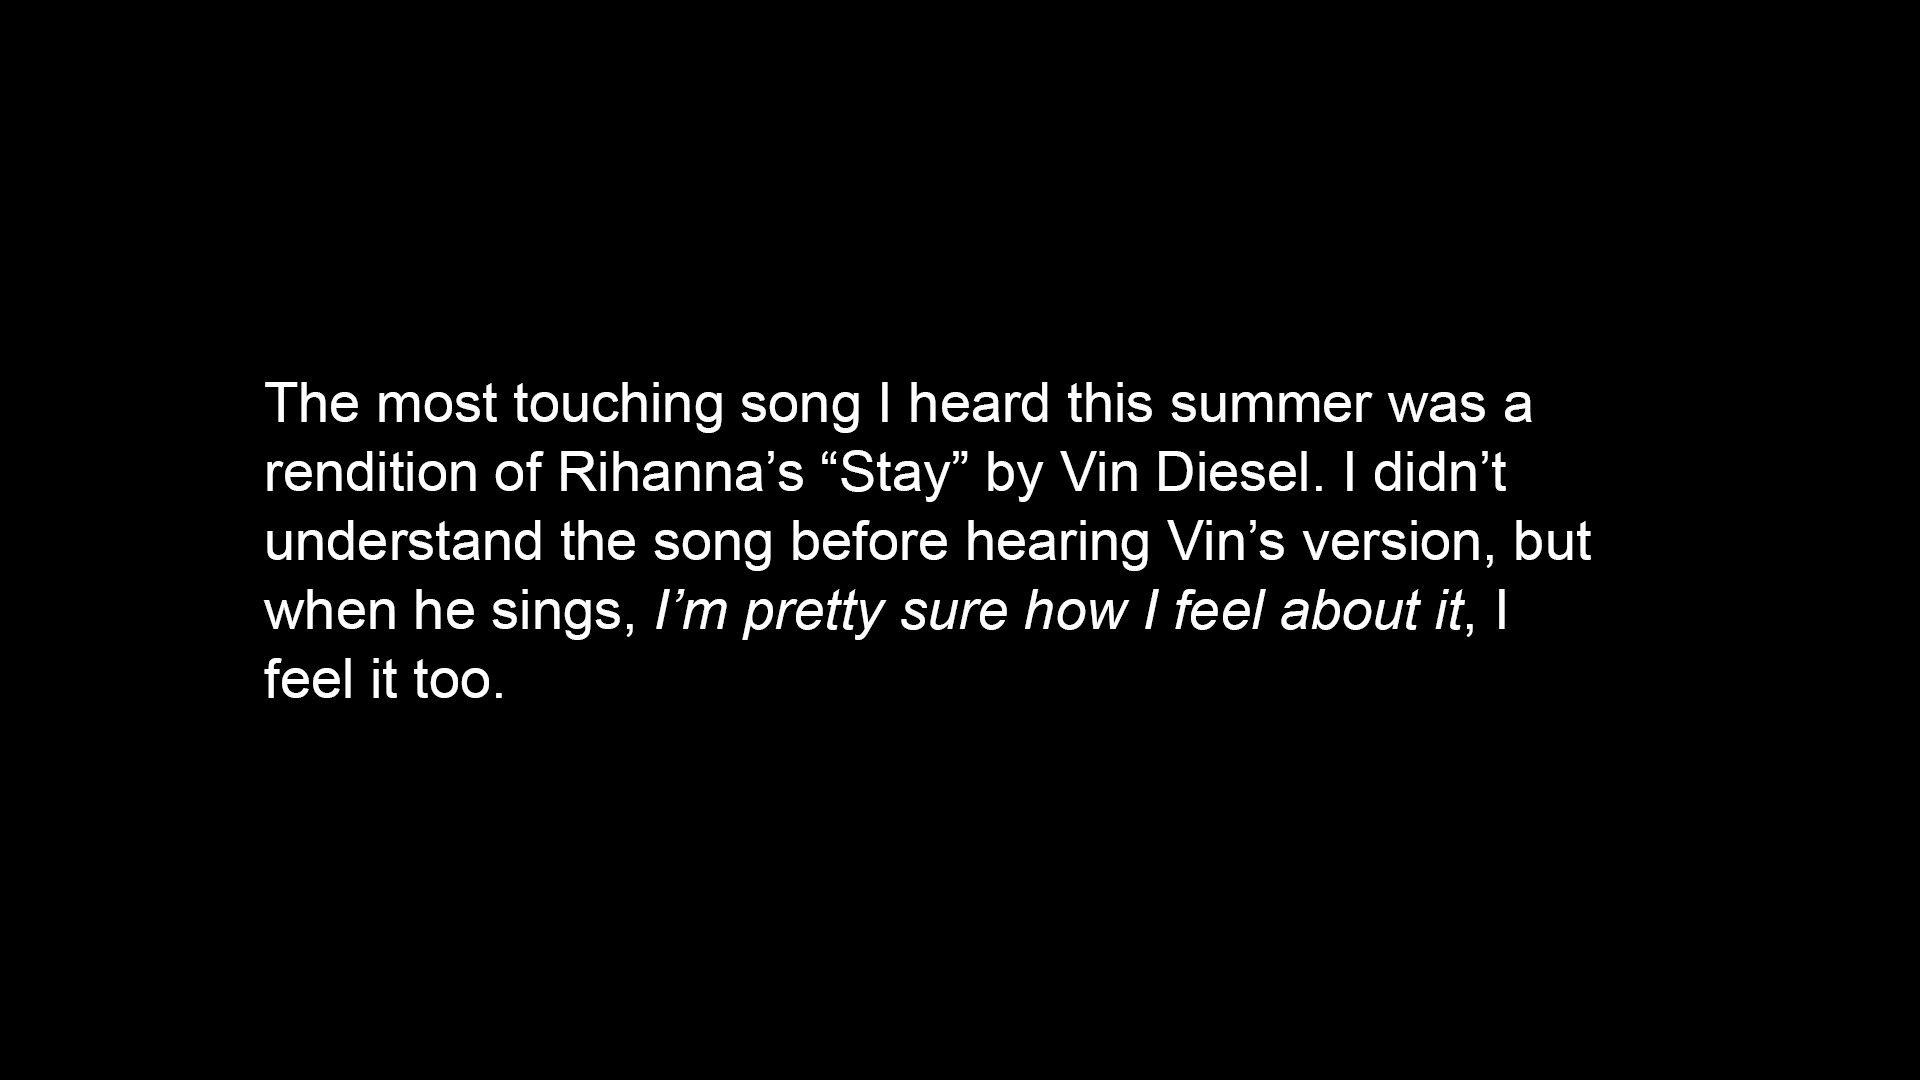 The most touching song I heard this summer was a
rendition of Rihanna’s “Stay” by Vin Diesel. I didn’t
understand the song before hearing Vin’s version, but
when he sings, I’m pretty sure how I feel about it, I
feel it too.